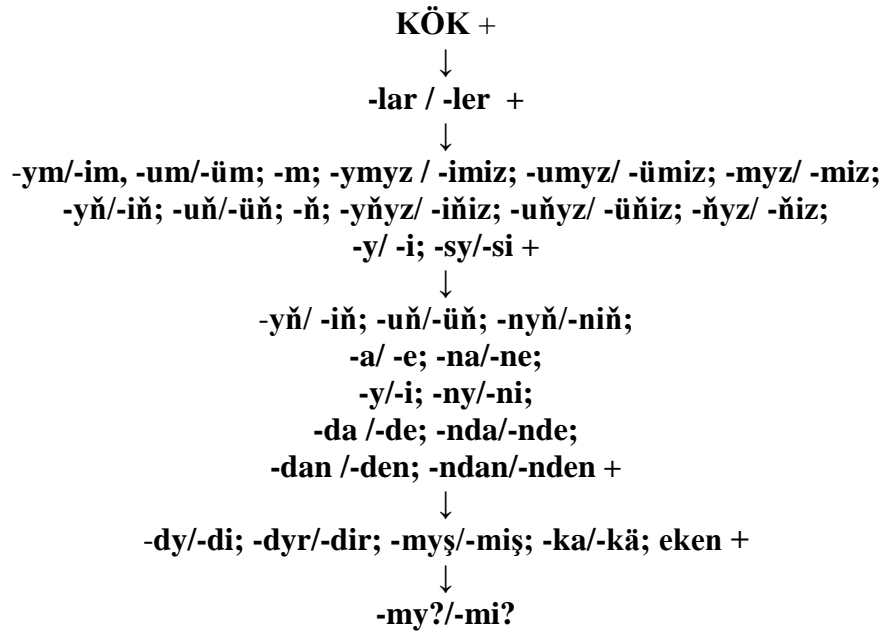 KÖK +
↓
-lar / -ler +
↓
-ym/-im, -um/-üm; -m; -ymyz / -imiz; -umyz/ -ümiz; -myz/ -miz;
-yň/-iň; -uň/-üň; -ň; -yňyz/ -iňiz; -uňyz/ -üňiz; -ňyz/ -ňiz;
-y/ -i; -sy/-si +
↓
-yň/ -iň; -uň/-üň; -nyň/-niň;
-a/ -e; -na/-ne;
-y/-i; -ny/-ni;
-da /-de; -nda/-nde;
-dan /-den; -ndan/-nden +
↓
-dy/-di; -dyr/-dir; -myş/-miş; -ka/-kä; eken +
↓
-my?/-mi?